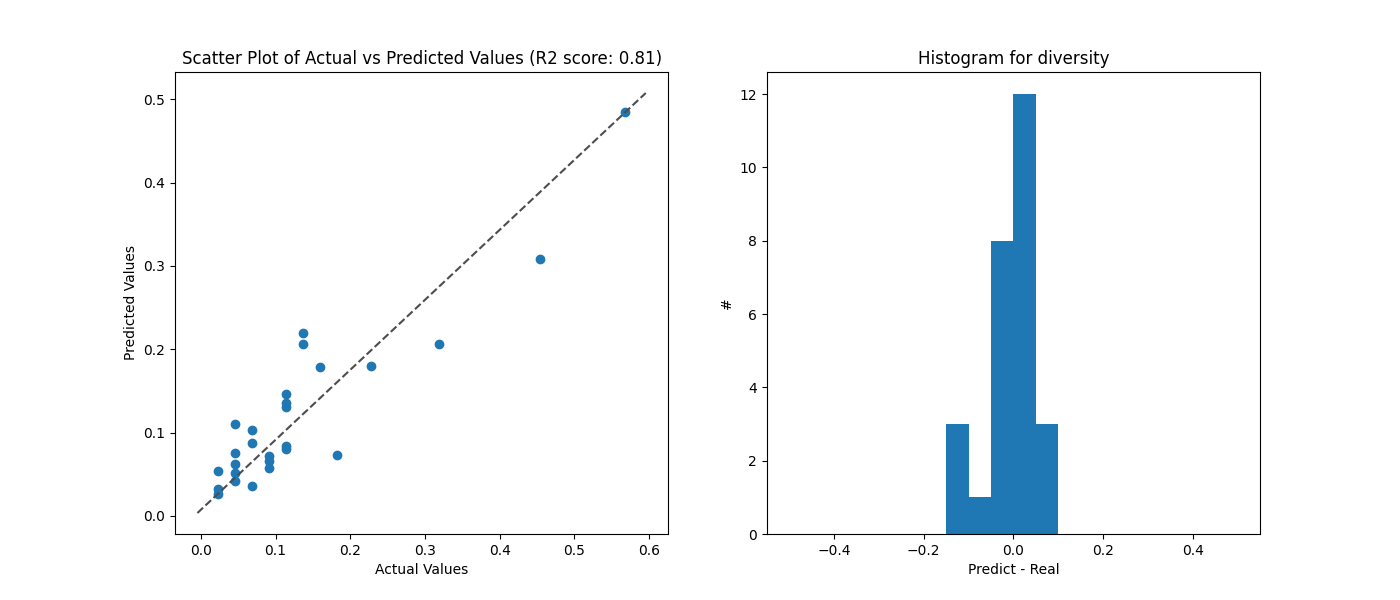 Scatter Plot of Actual vs Predicted Values (R2 score: 0.81)
Predicted Values
0.5
0.4
0.3
0.2
0.1
0.0
0.0 0.1 0.2 0.3 0.4 0.5 0.6
Actual Values
Histogram for diversity
#
12
10
8
6
4
2
0
−0.4 −0.2 0.0 0.2 0.4
Predict - Real